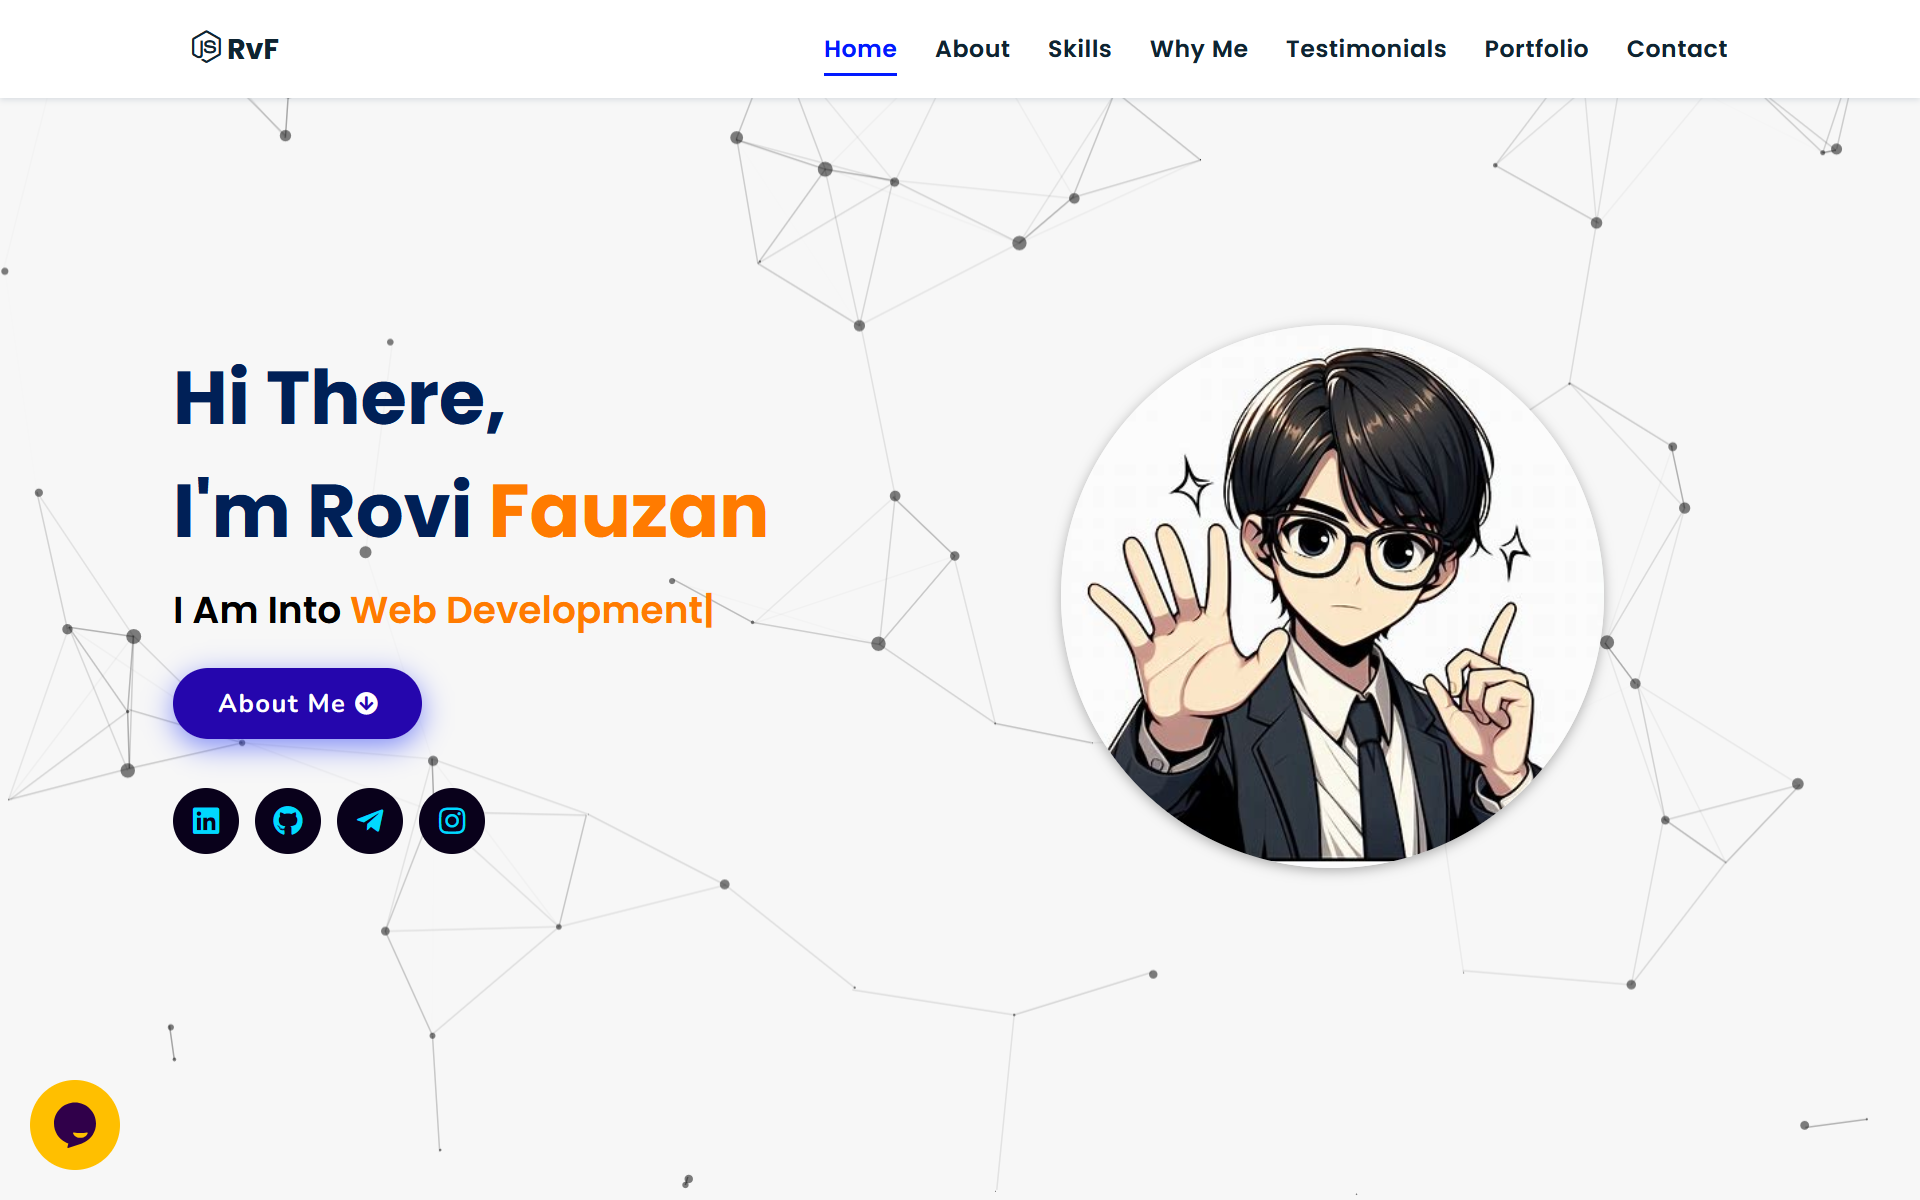 RvF
Home About Skills Why Me Testimonials Portfolio Contact
Hi There,
I'm Rovi Fauzan
I Am Into Web Development|
About Me